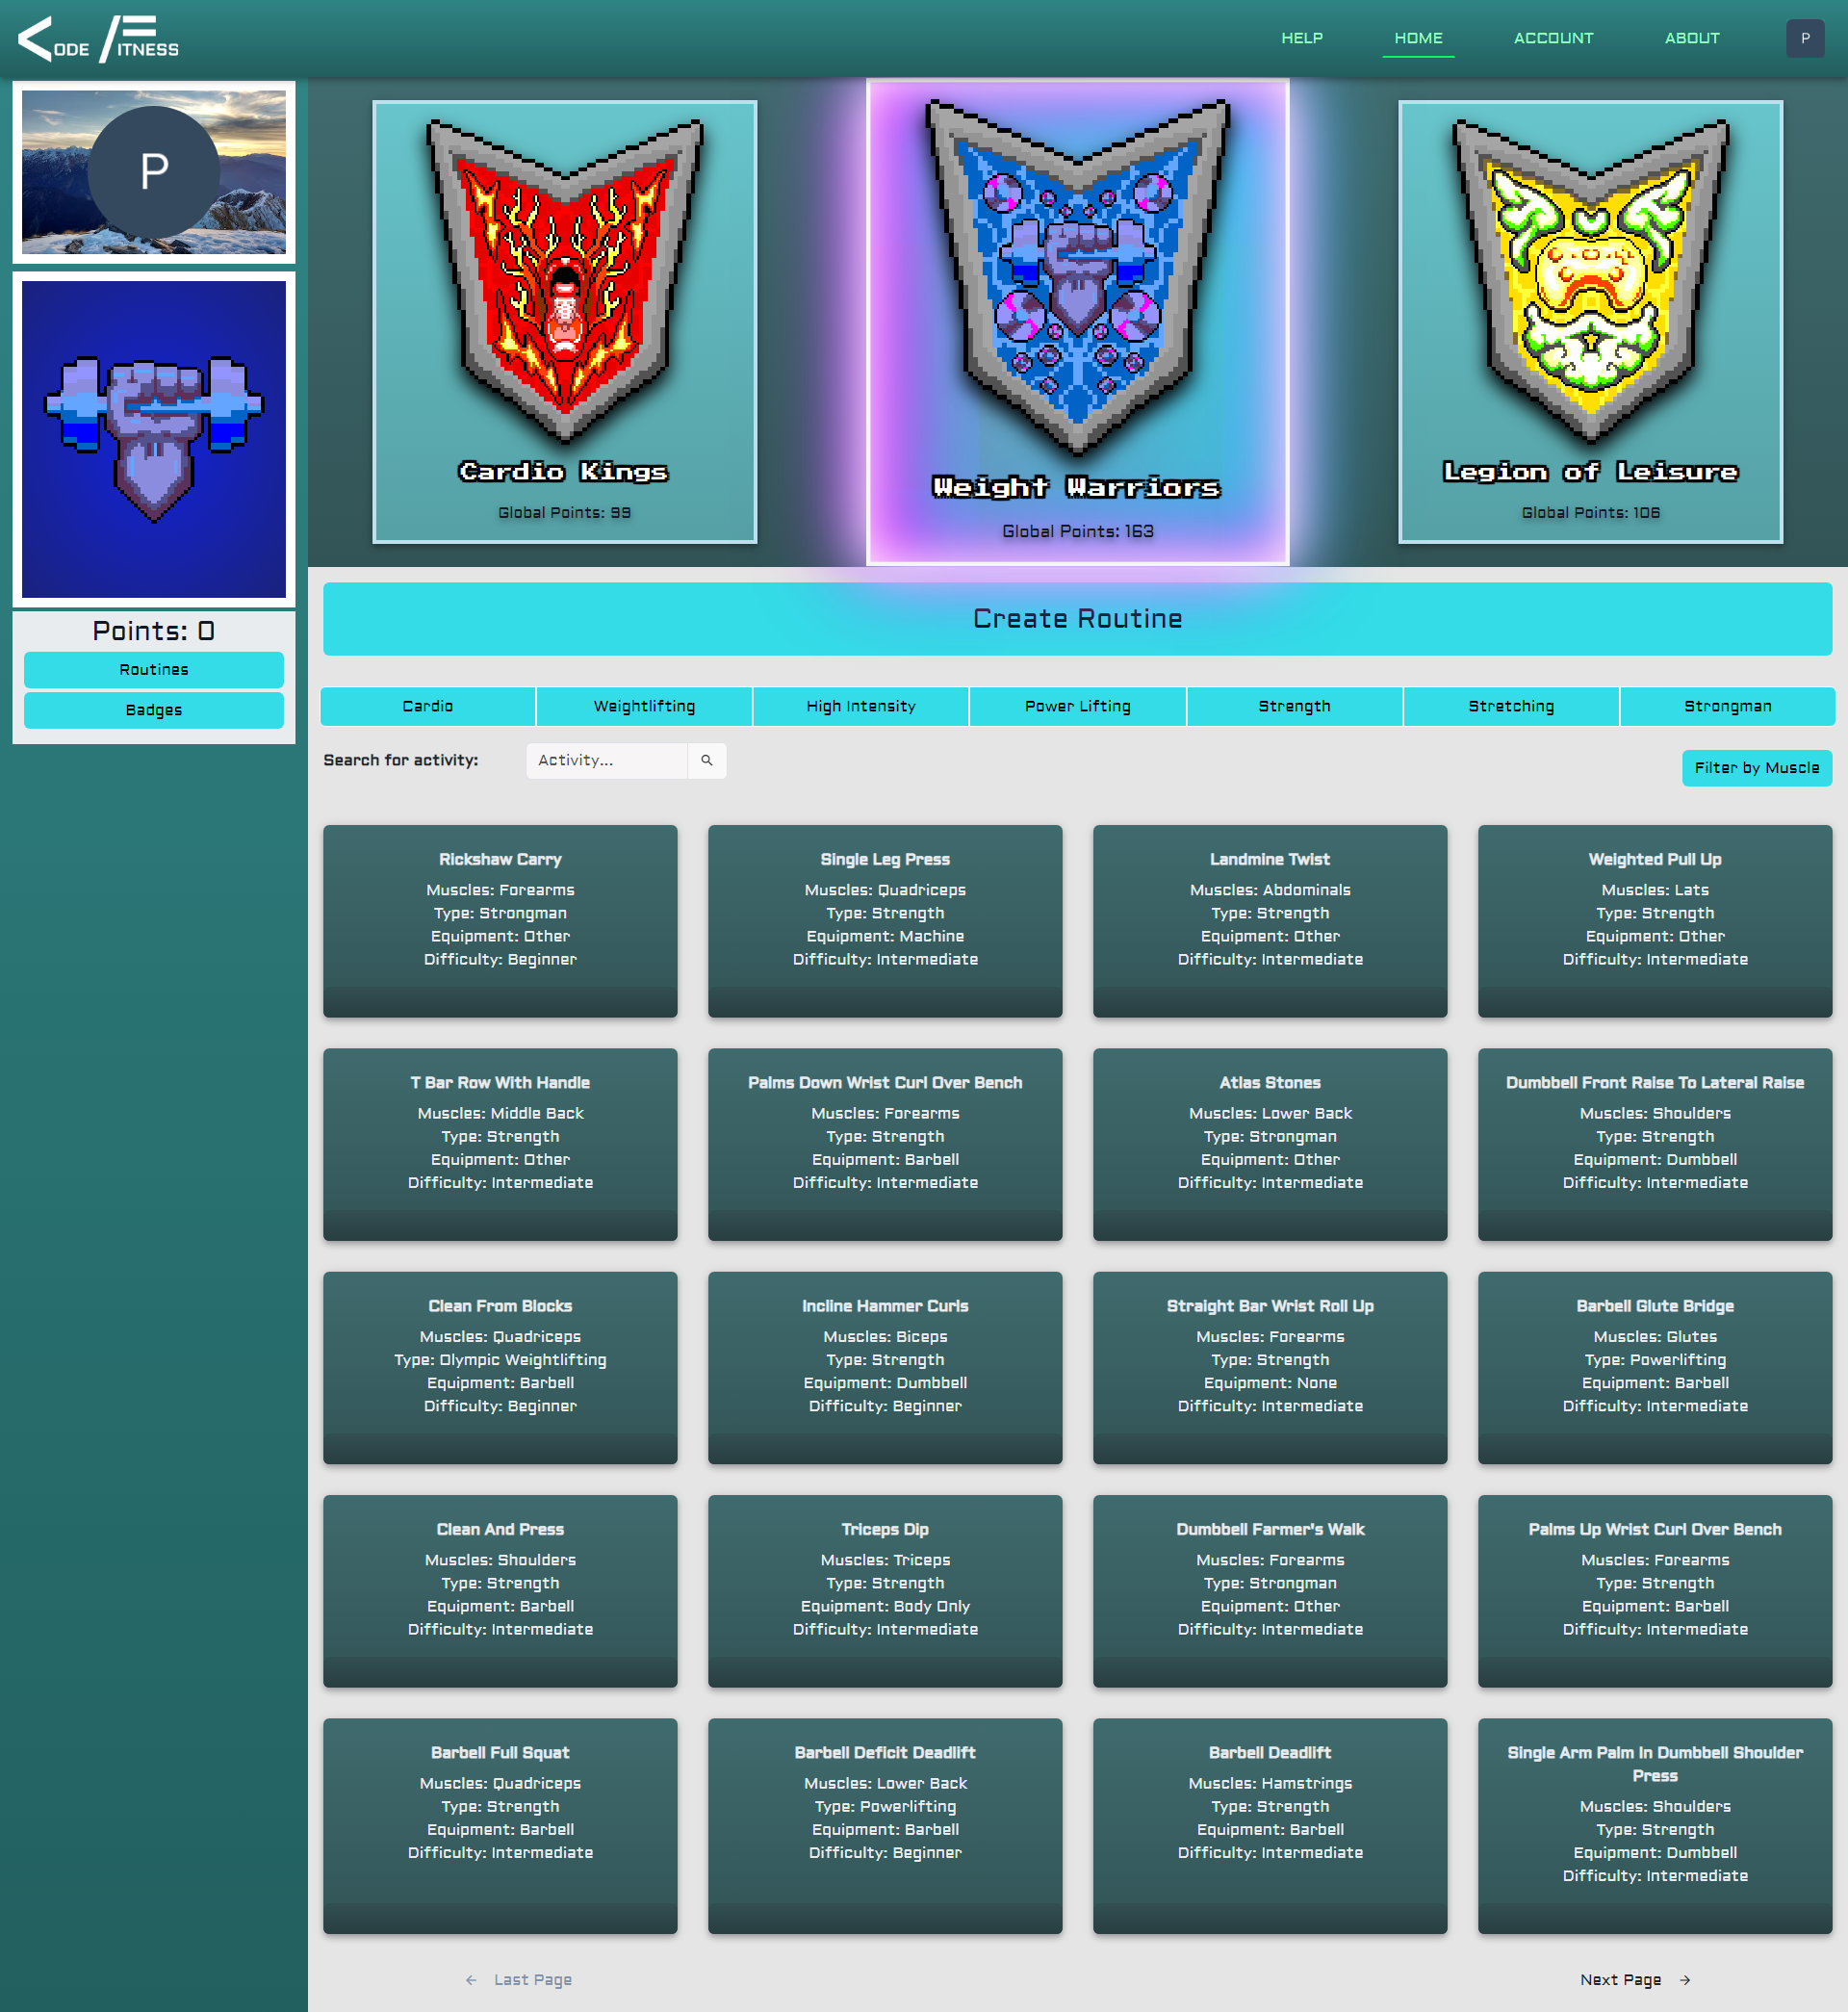 CODE /FITNESS
HELP
HOME
ACCOUNT
ABOUT
P
P
Points: 0
Routines
Badges
Cardio Kings
Global Points: 99
Weight Warriors
Global Points: 163
Legion of Leisure
Global Points: 106
Create Routine
Cardio
Weightlifting
High Intensity
Power Lifting
Strength
Stretching
Strongman
Search for activity:
Activity...
Filter by Muscle
Rickshaw Carry
Muscles: Forearms
Type: Strongman
Equipment: Other
Difficulty: Beginner
Single Leg Press
Muscles: Quadriceps
Type: Strength
Equipment: Machine
Difficulty: Intermediate
Landmine Twist
Muscles: Abdominals
Type: Strength
Equipment: Other
Difficulty: Intermediate
Weighted Pull Up
Muscles: Lats
Type: Strength
Equipment: Other
Difficulty: Intermediate
T Bar Row With Handle
Muscles: Middle Back
Type: Strength
Equipment: Other
Difficulty: Intermediate
Palms Down Wrist Curl Over Bench
Muscles: Forearms
Type: Strength
Equipment: Barbell
Difficulty: Intermediate
Atlas Stones
Muscles: Lower Back
Type: Strongman
Equipment: Other
Difficulty: Intermediate
Dumbbell Front Raise To Lateral Raise
Muscles: Shoulders
Type: Strength
Equipment: Dumbbell
Difficulty: Intermediate
Clean From Blocks
Muscles: Quadriceps
Type: Olympic Weightlifting
Equipment: Barbell
Difficulty: Beginner
Incline Hammer Curls
Muscles: Biceps
Type: Strength
Equipment: Dumbbell
Difficulty: Beginner
Straight Bar Wrist Roll Up
Muscles: Forearms
Type: Strength
Equipment: None
Difficulty: Intermediate
Barbell Glute Bridge
Muscles: Glutes
Type: Powerlifting
Equipment: Barbell
Difficulty: Intermediate
Clean And Press
Muscles: Shoulders
Type: Strength
Equipment: Barbell
Difficulty: Intermediate
Triceps Dip
Muscles: Triceps
Type: Strength
Equipment: Body Only
Difficulty: Intermediate
Dumbbell Farmer's Walk
Muscles: Forearms
Type: Strongman
Equipment: Other
Difficulty: Intermediate
Palms Up Wrist Curl Over Bench
Muscles: Forearms
Type: Strength
Equipment: Barbell
Difficulty: Intermediate
Barbell Full Squat
Muscles: Quadriceps
Type: Strength
Equipment: Barbell
Difficulty: Intermediate
Barbell Deficit Deadlift
Muscles: Lower Back
Type: Powerlifting
Equipment: Barbell
Difficulty: Beginner
Barbell Deadlift
Muscles: Hamstrings
Type: Strength
Equipment: Barbell
Difficulty: Intermediate
Single Arm Palm In Dumbbell Shoulder
Press
Muscles: Shoulders
Type: Strength
Equipment: Dumbbell
Difficulty: Intermediate
Last Page
Next Page